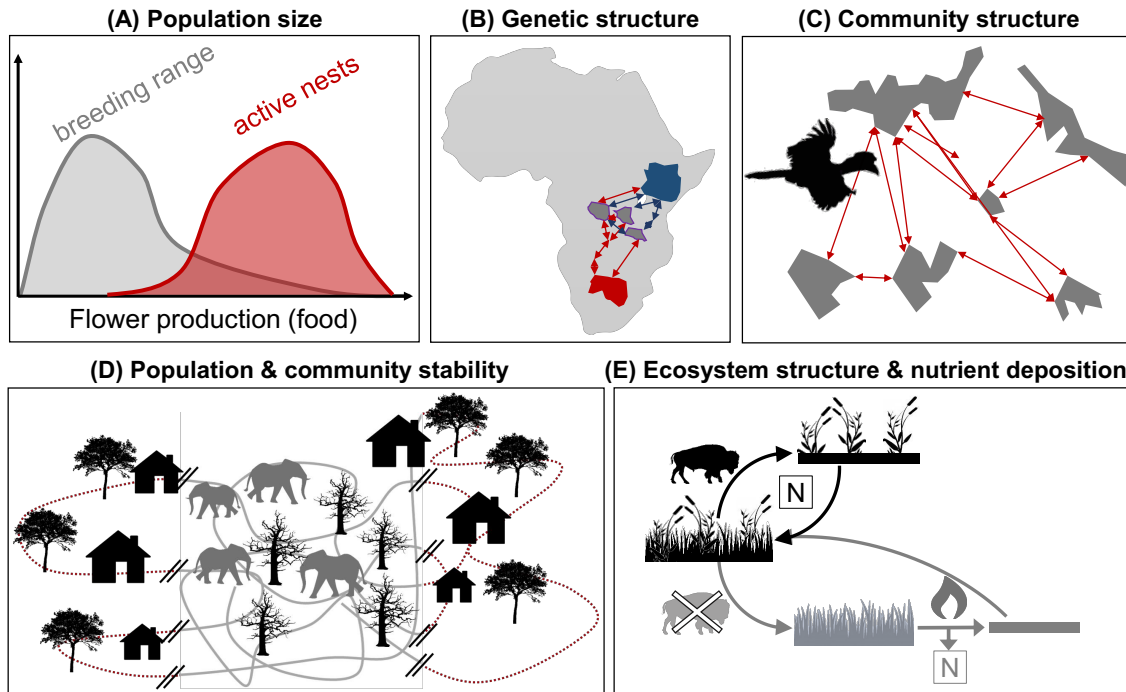 (A) Population size
(B) Genetic structure
(C) Community structure
breeding range
active nests
Flower production (food)
(D) Population & community stability
(E) Ecosystem structure & nutrient deposition
N
N